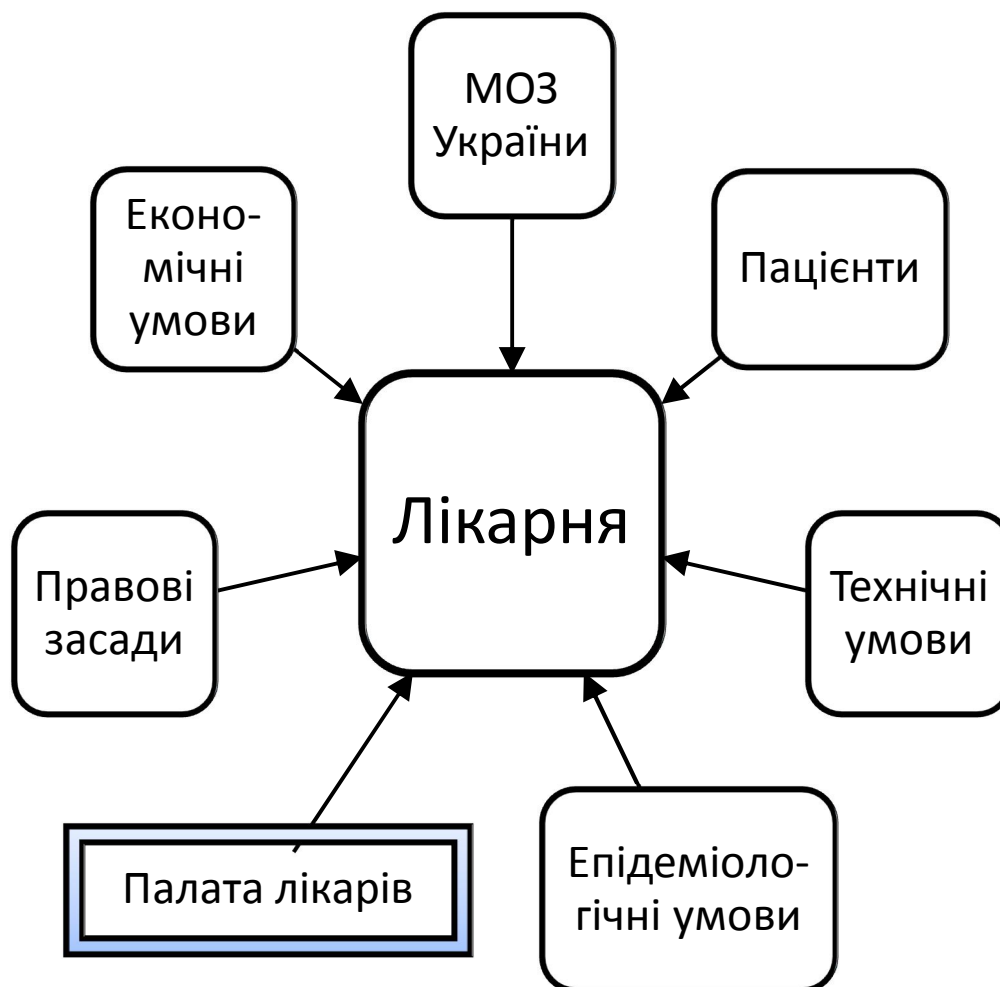 МОЗ
України
Еконо-
мічні
умови
Пацієнти
Лікарня
Правові
засади
Технічні
умови
Палата лікарів
Епідеміоло-
гічні умови